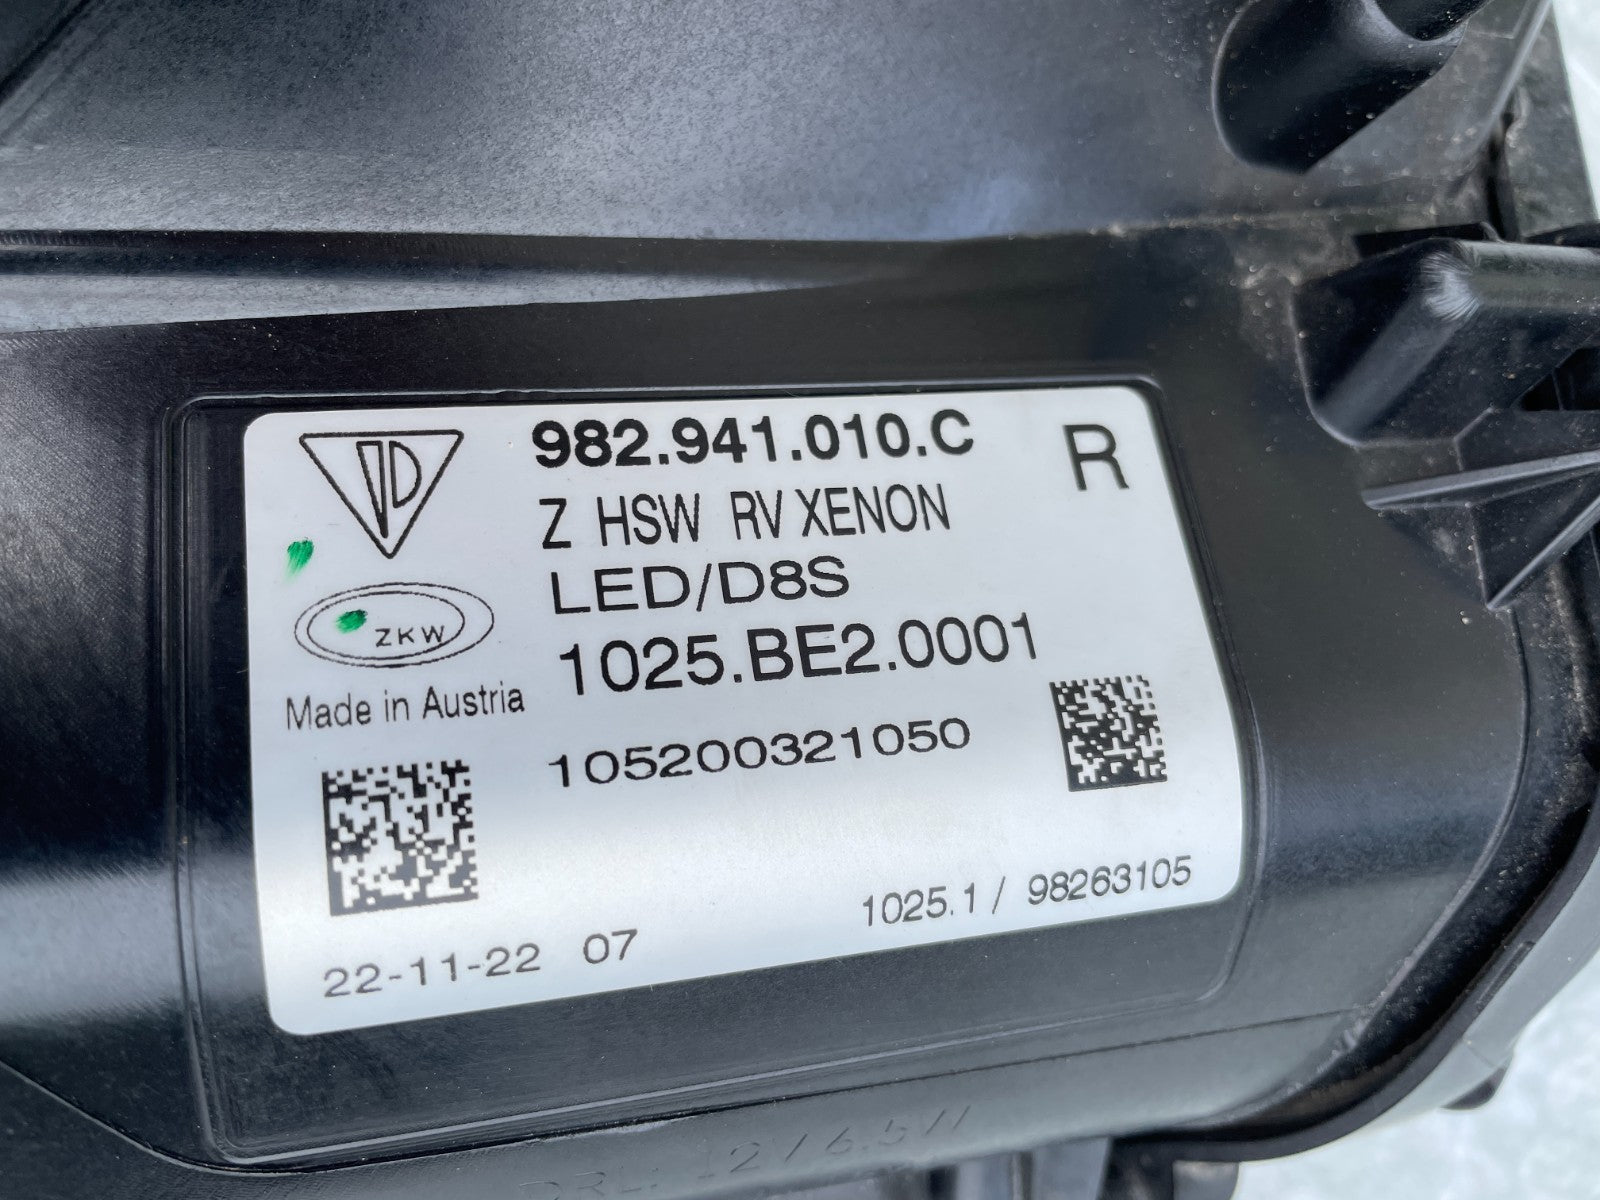 982.941.010.C
R
Z HSW RV XENON
LED/D8S
1025.BE2.0001
ZKW
Made in Austria
105200321050
1025.1 / 98263105
22-11-22 07